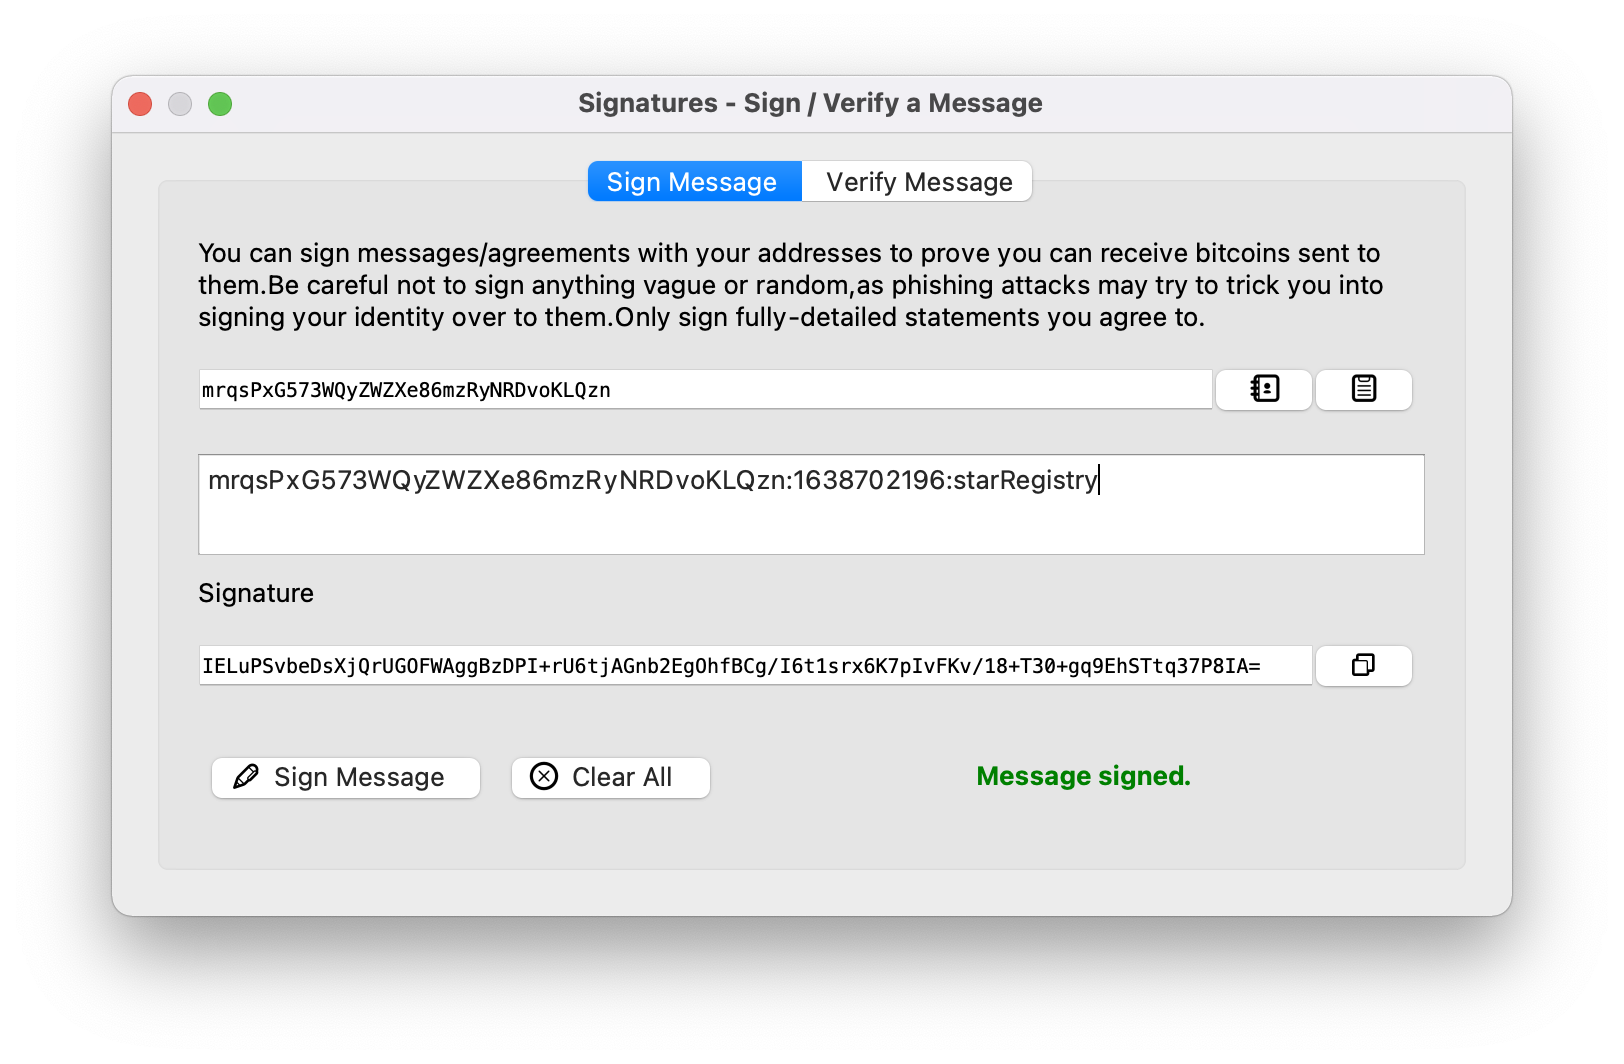 Signatures - Sign / Verify a Message
Sign Message
Verify Message
You can sign messages/agreements with your addresses to prove you can receive bitcoins sent to
them.Be careful not to sign anything vague or random,as phishing attacks may try to trick you into
signing your identity over to them.Only sign fully-detailed statements you agree to.
mrqsPxG573WQyZWZXe86mzRyNRDvoKLQzn
mrqsPxG573WQyZWZXe86mzRyNRDvoKLQzn:1638702196:starRegistry
Signature
IELuPSvbeDsXjQrUGOFWAggBzDPI+rU6tjAGnb2EgOhfBCg/I6t1srx6K7pIvFKv/18+T30+gq9EhSTtq37P8IA=
Sign Message
Clear All
Message signed.